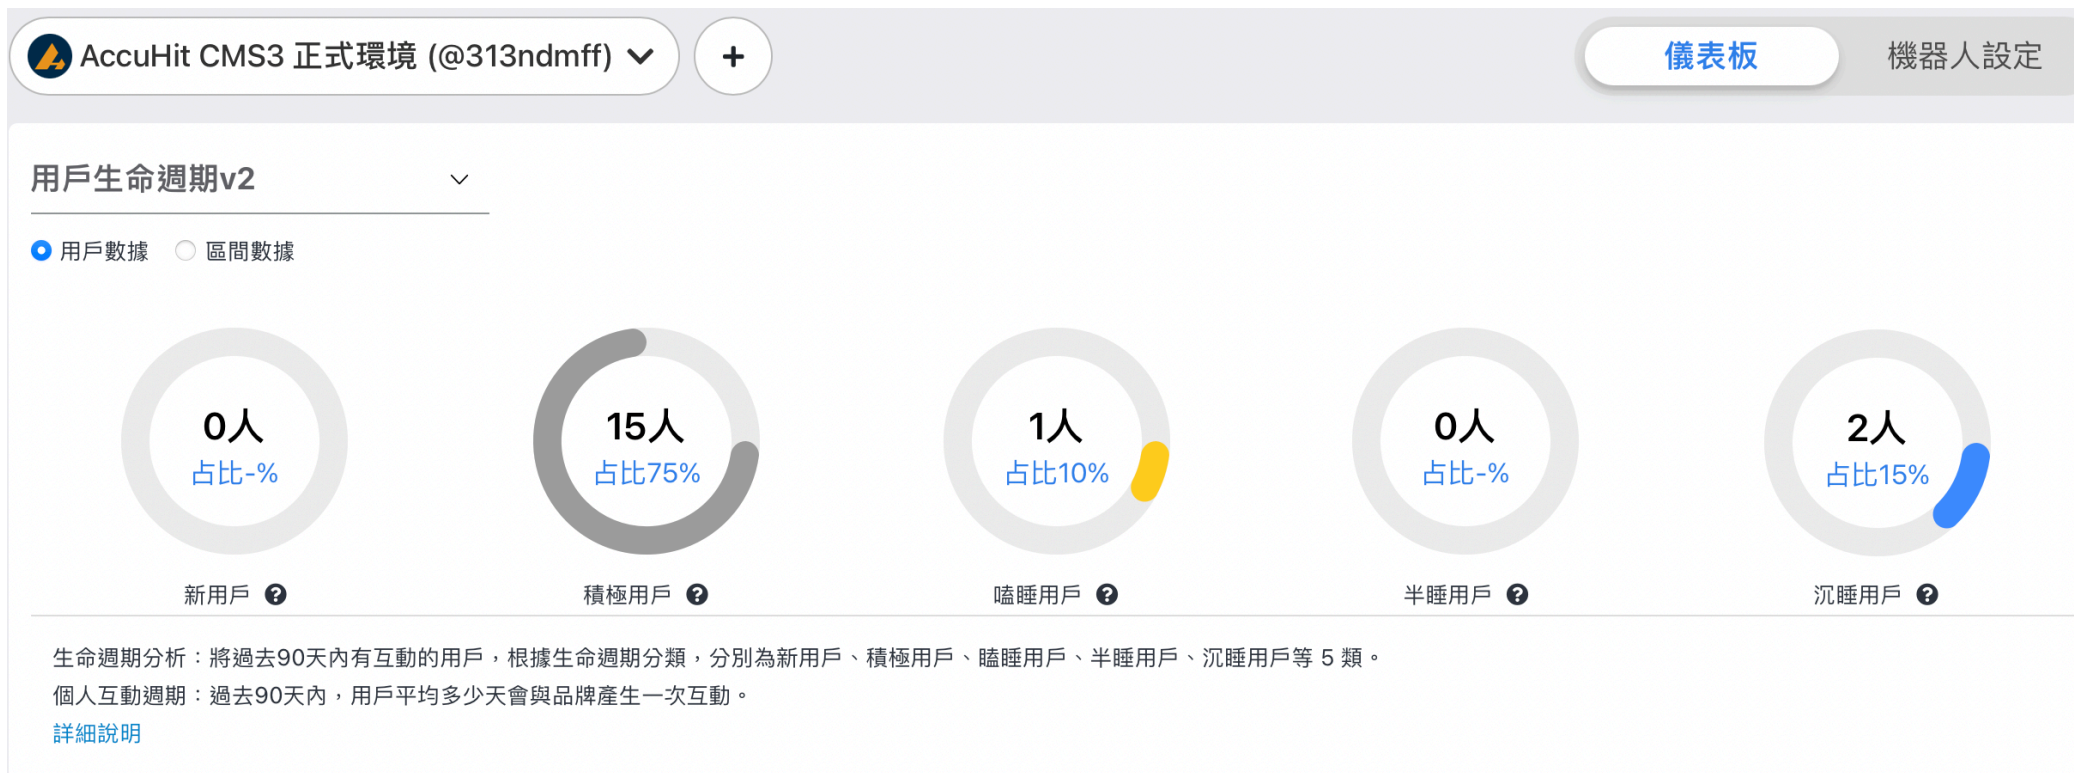 AccuHit CMS3 正式環境 (@313ndmff)
+
儀表板
機器人設定
用戶生命週期v2
用戶數據
區間數據
0人
占比-%
新用戶 ?
15人
占比75%
積極用戶 ?
1人
占比10%
嗑睡用戶 ?
0人
占比-%
半睡用戶 ?
2人
占比15%
沉睡用戶 ?
生命週期分析：將過去90天內有互動的用戶，根據生命週期分類，分別為新用戶、積極用戶、瞌睡用戶、半睡用戶、沉睡用戶等 5 類。
個人互動週期：過去90天內，用戶平均多少天會與品牌產生一次互動。
詳細說明